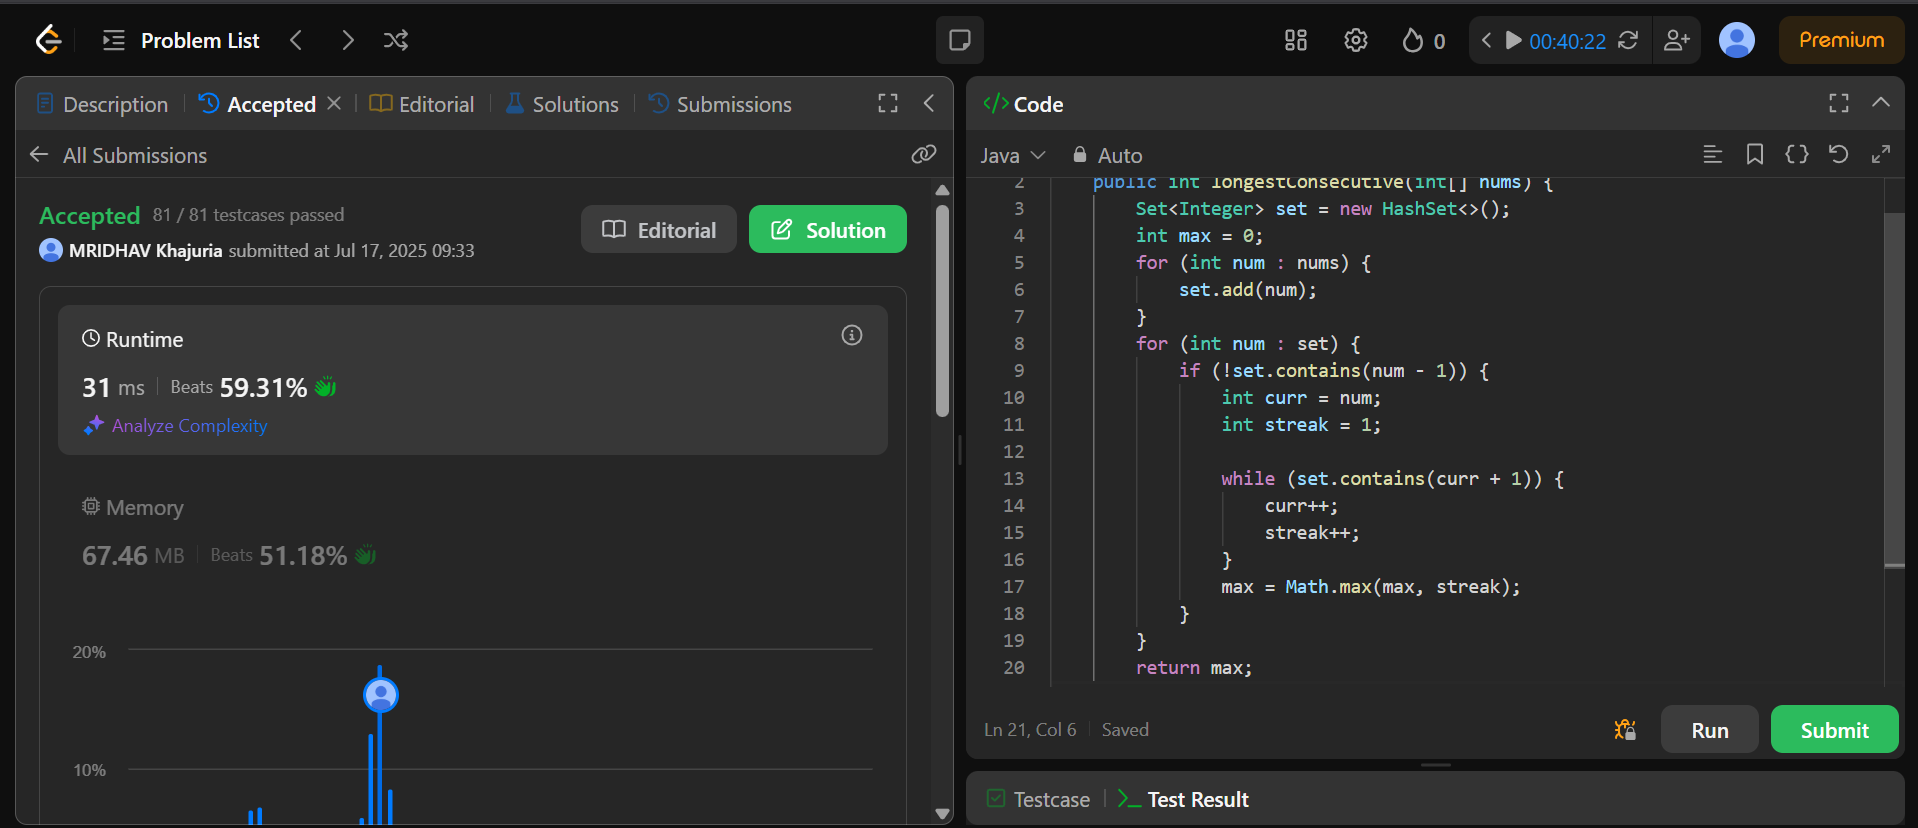 Problem List
0
00:40:22
Premium
Description
Accepted
Editorial
Solutions
Submissions
All Submissions
Accepted 81 / 81 testcases passed
MRIDHAV Khajuria submitted at Jul 17, 2025 09:33
Editorial
Solution
Runtime
31 ms
Beats 59.31%
Analyze Complexity
Memory
67.46 MB
Beats 51.18%
20%
10%
</> Code
Java
Auto
2 public int longestConsecutive(int[] nums) {
3 Set<Integer> set = new HashSet<>();
4 int max = 0;
5 for (int num : nums) {
6 set.add(num);
7 }
8 for (int num : set) {
9 if (!set.contains(num - 1)) {
10 int curr = num;
11 int streak = 1;
12
13 while (set.contains(curr + 1)) {
14 curr++;
15 streak++;
16 }
17 max = Math.max(max, streak);
18 }
19 }
20 return max;
Ln 21, Col 6
Saved
Run
Submit
Testcase
Test Result